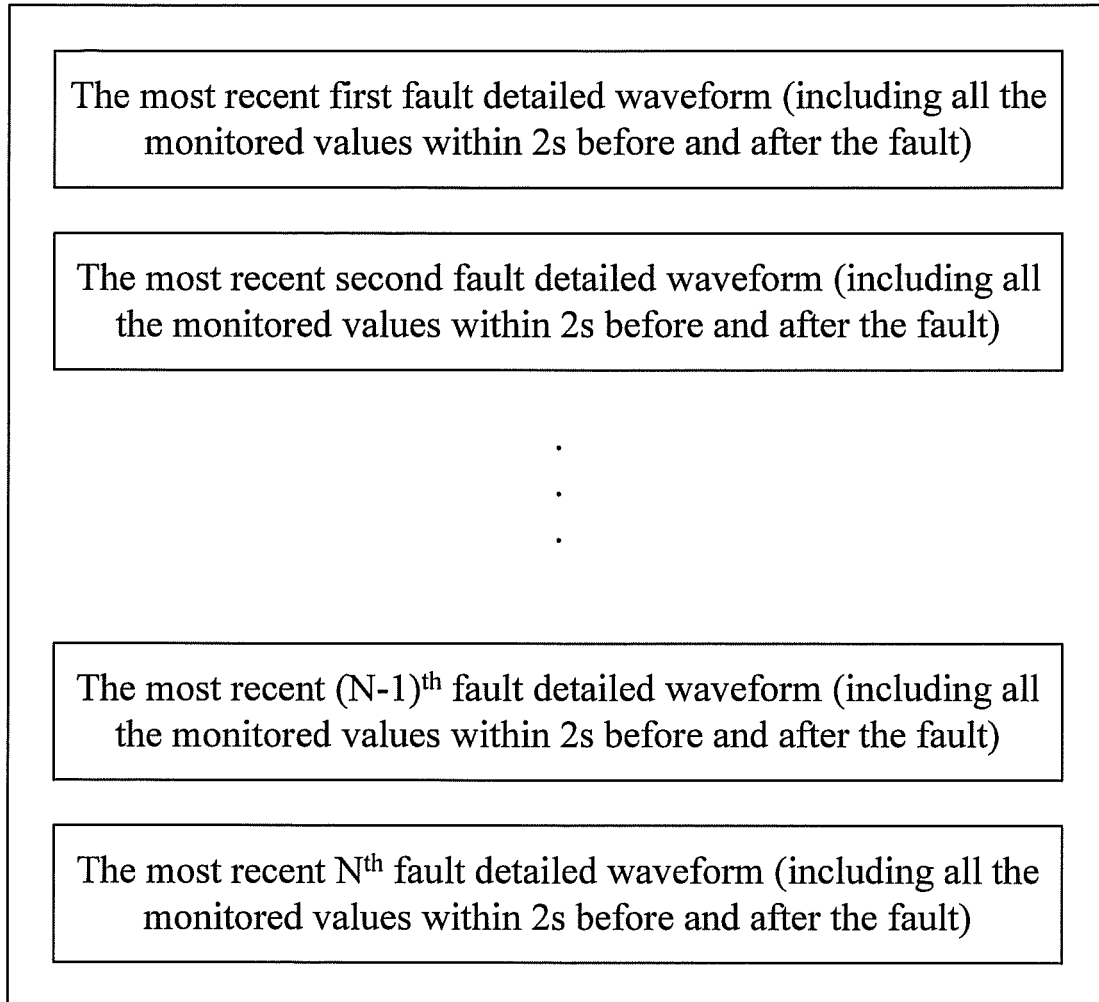 The most recent first fault detailed waveform (including all the
monitored values within 2s before and after the fault)
The most recent second fault detailed waveform (including all
the monitored values within 2s before and after the fault)
.
.
.
The most recent (N-1)th fault detailed waveform (including all
the monitored values within 2s before and after the fault)
The most recent Nth fault detailed waveform (including all the
monitored values within 2s before and after the fault)